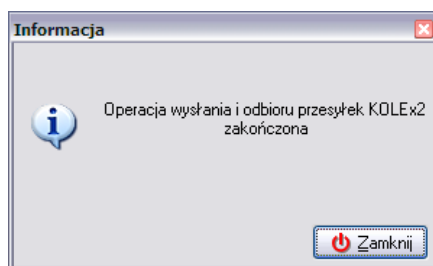 Informacja
Operacja wysłania i odbioru przesyłek KOLEx2
zakończona
Zamknij